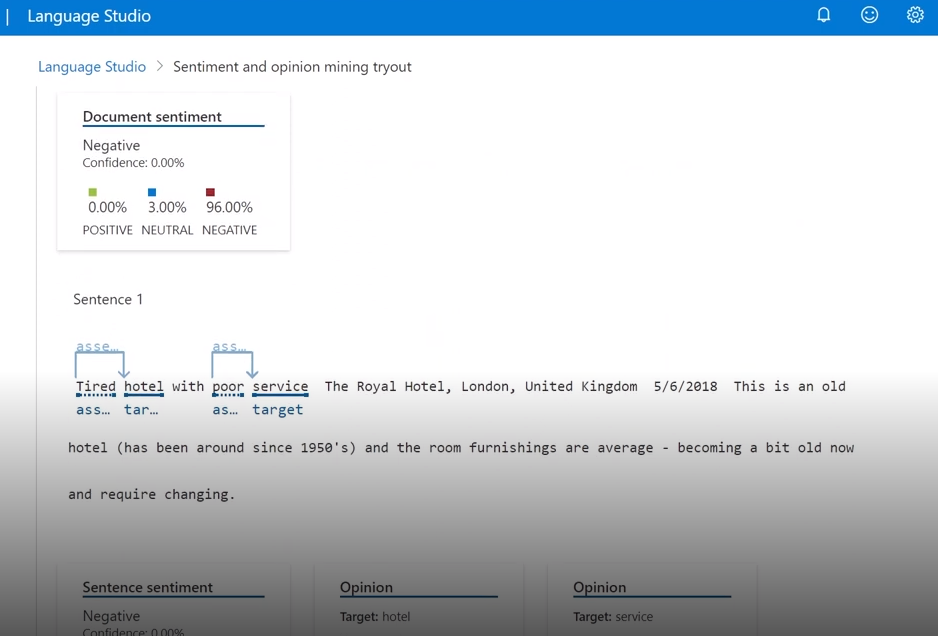 Language Studio
Language Studio > Sentiment and opinion mining tryout
Document sentiment
Negative
Confidence: 0.00%
0.00% 3.00% 96.00%
POSITIVE NEUTRAL NEGATIVE
Sentence 1
asse... ass...
Tired hotel with poor service The Royal Hotel, London, United Kingdom 5/6/2018 This is an old
ass... tar... as... target
hotel (has been around since 1950's) and the room furnishings are average - becoming a bit old now
and require changing.
Sentence sentiment Opinion Opinion
Negative Target: hotel Target: service
Confidence: 0.00%